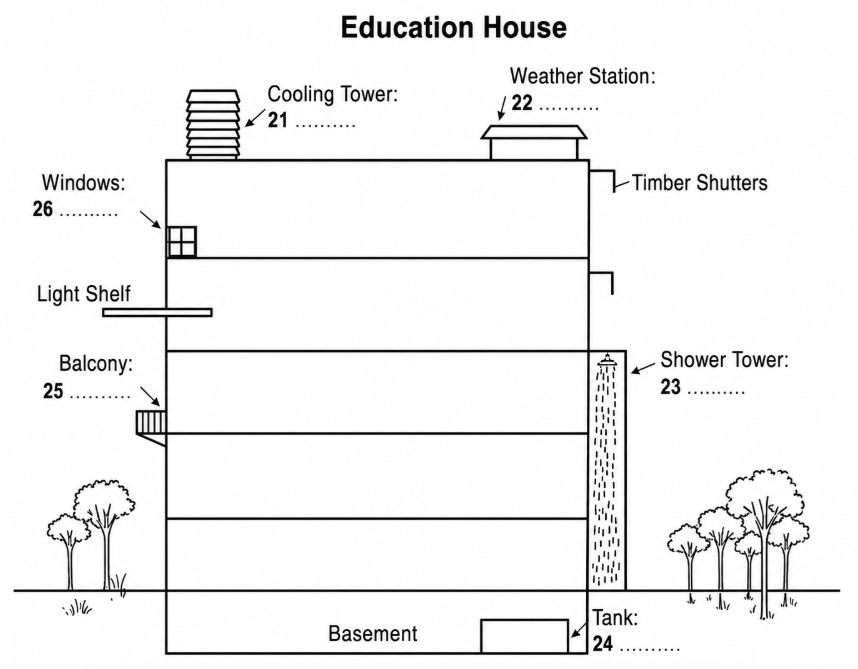 Education House
Weather Station:
22 ..........
Cooling Tower:
21 ..........
Timber Shutters
Windows:
26 ..........
Light Shelf
Shower Tower:
23 ..........
Balcony:
25 ..........
Tank:
24 ..........
Basement